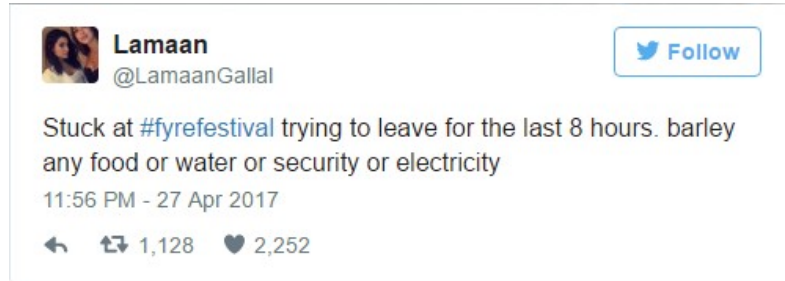 Lamaan
@LamaanGallal
Follow
Stuck at #fyrefestival trying to leave for the last 8 hours. barley
any food or water or security or electricity
11:56 PM - 27 Apr 2017
1,128 2,252